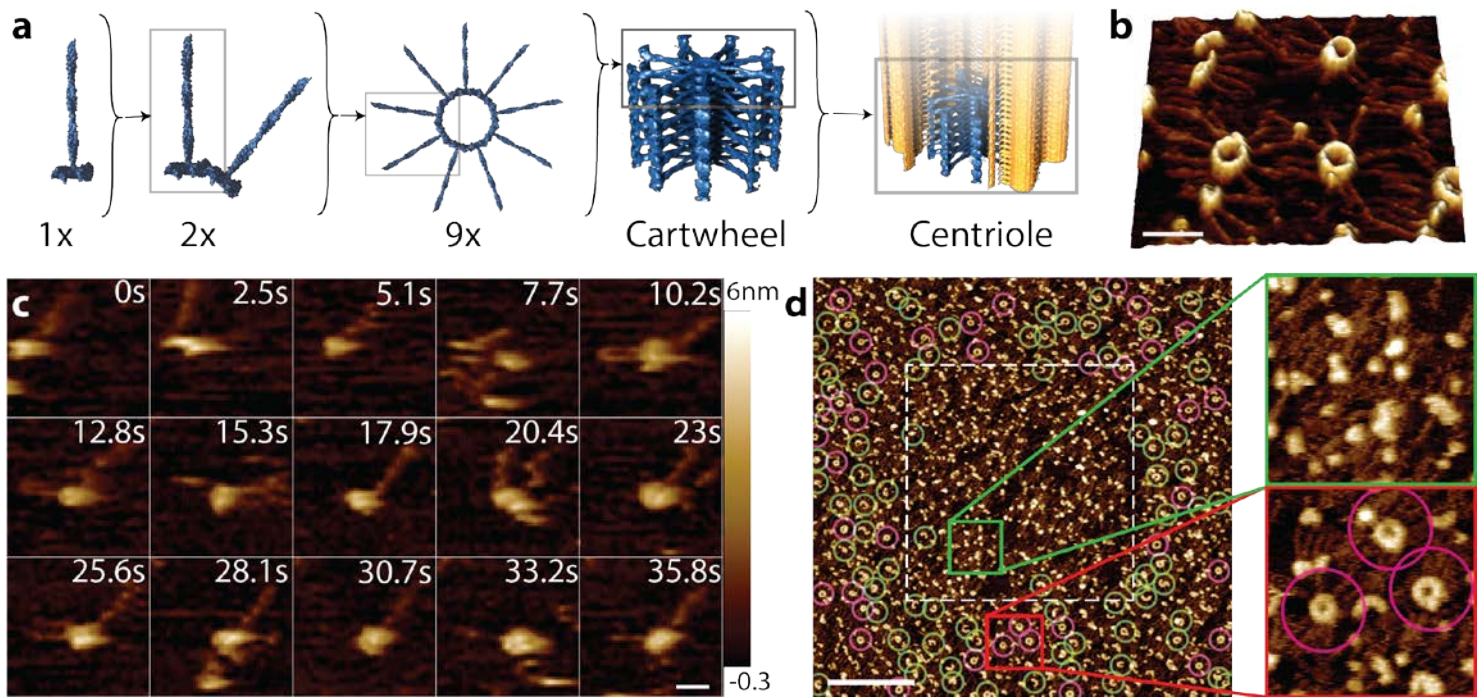 a
1x
2x
9x
Cartwheel
Centriole
b
c
0s
2.5s
5.1s
7.7s
10.2s
12.8s
15.3s
17.9s
20.4s
23s
25.6s
28.1s
30.7s
33.2s
35.8s
6nm
-0.3
d